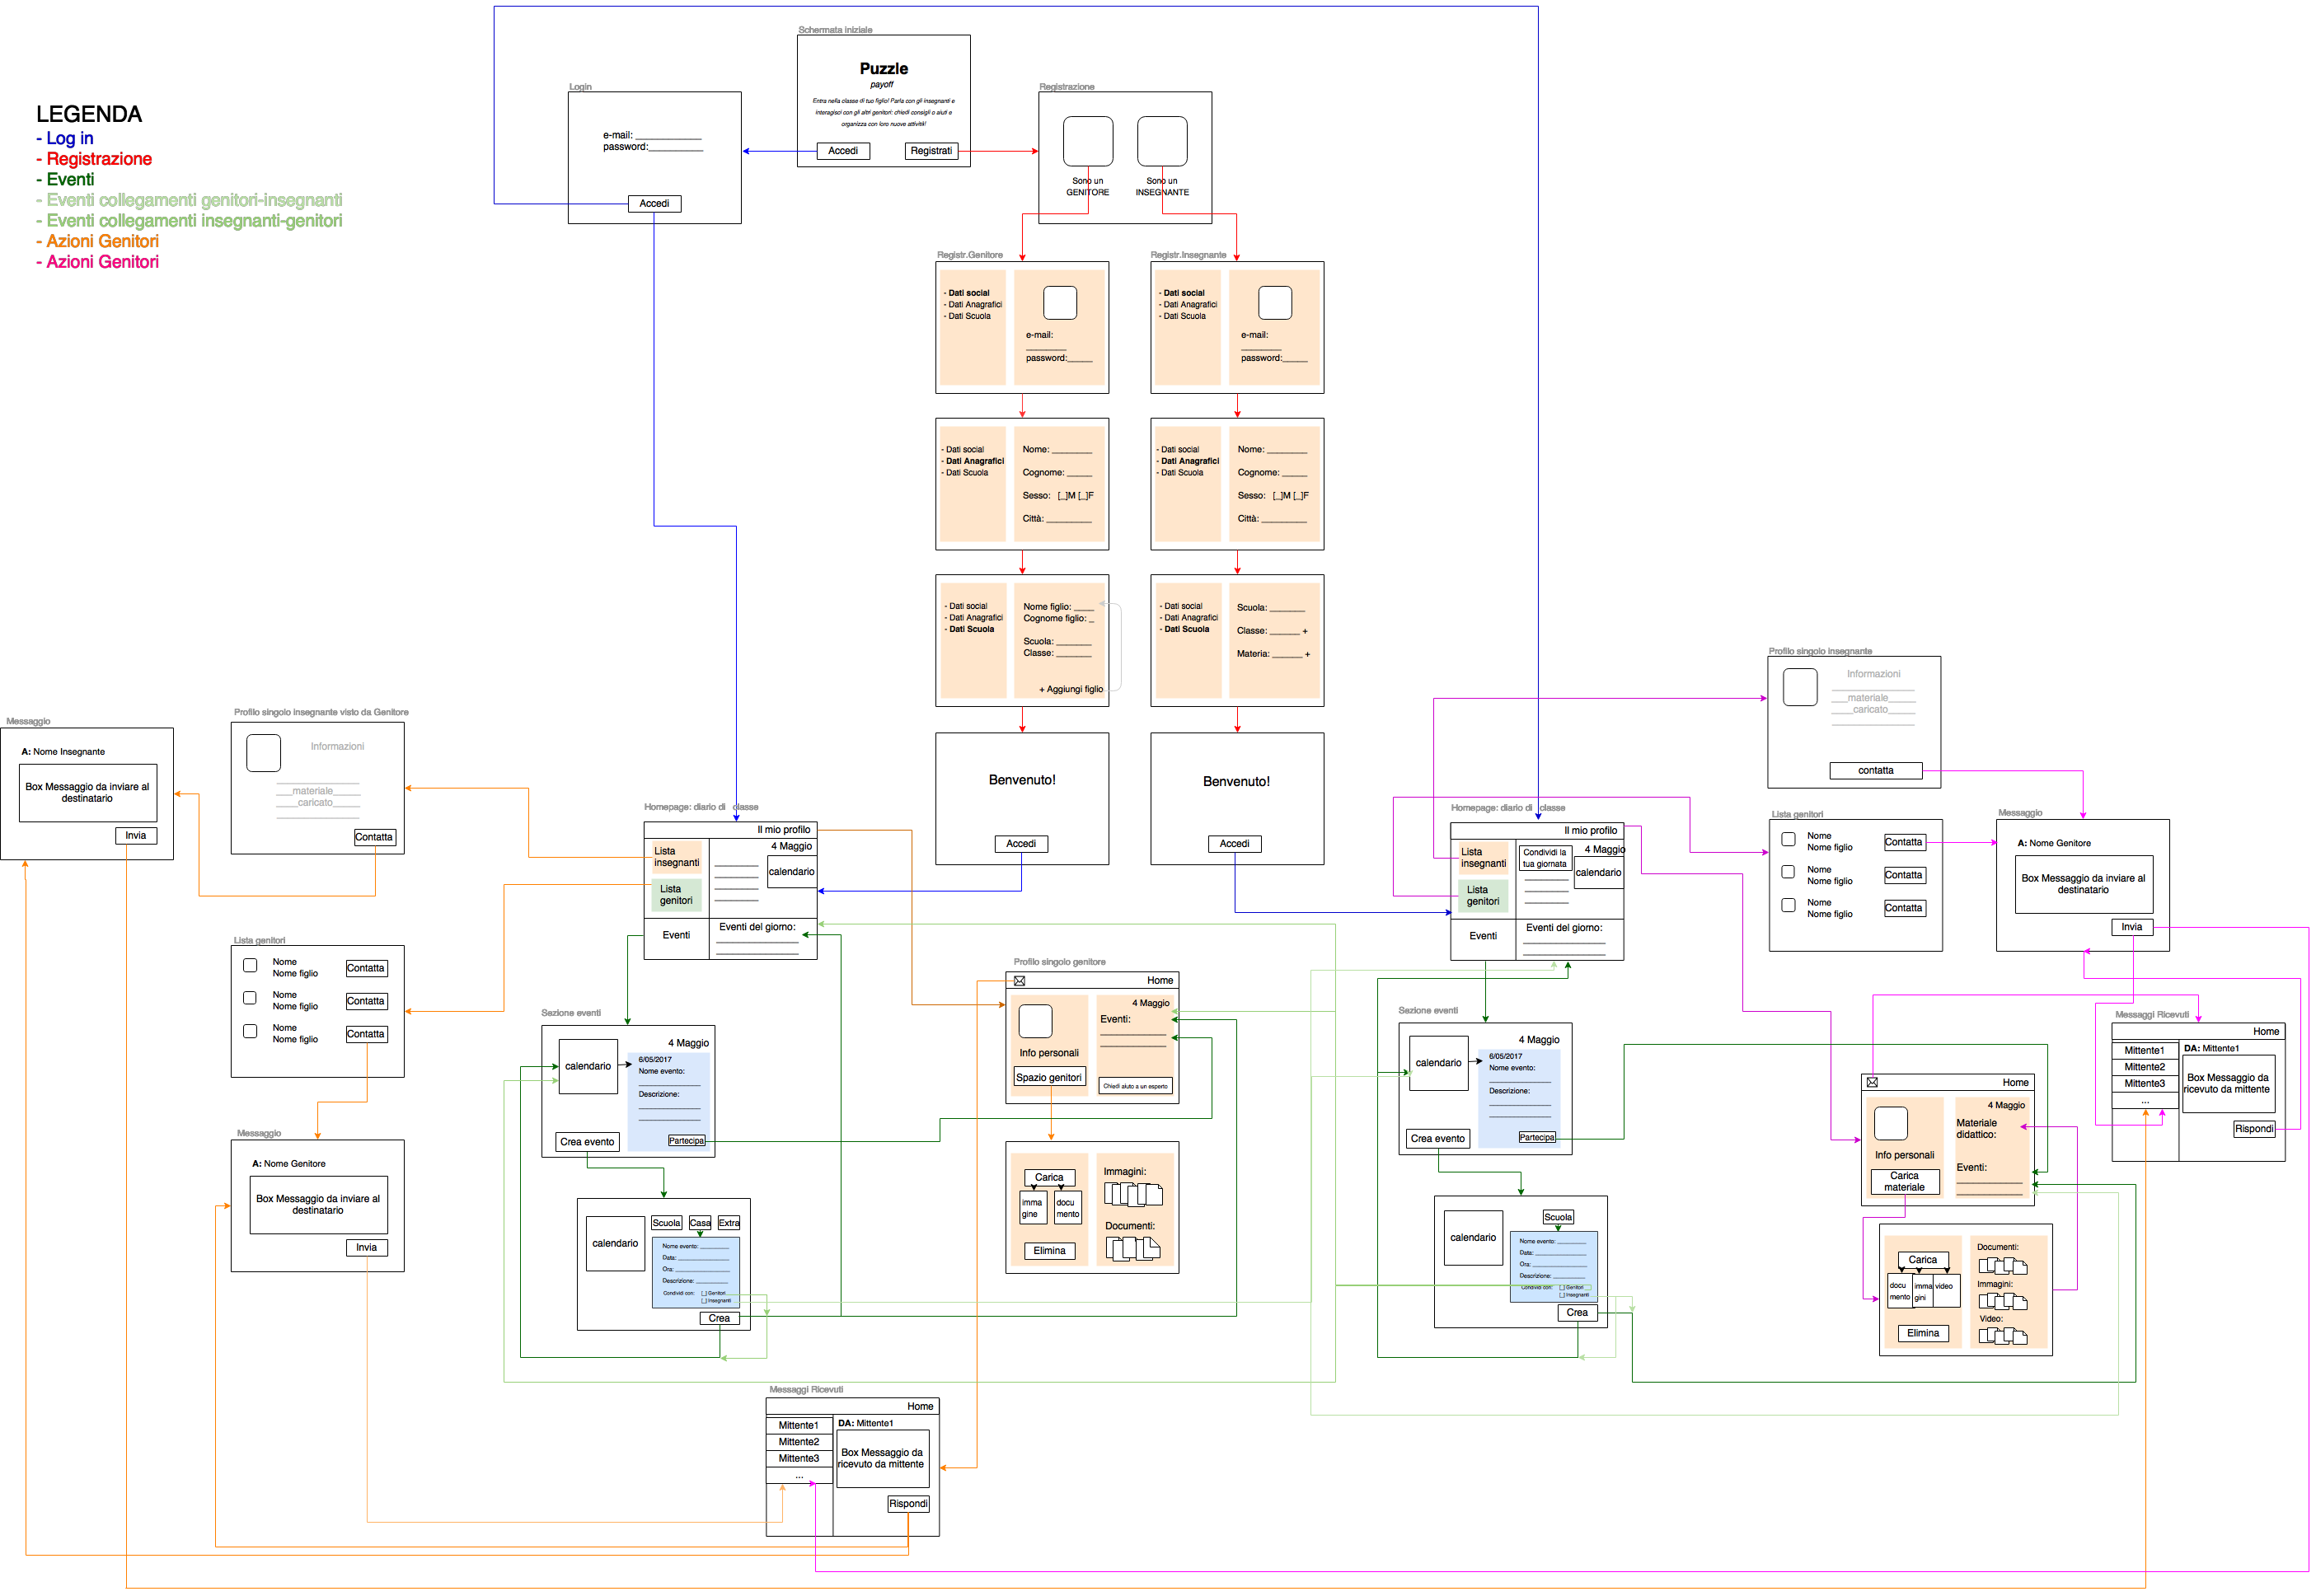 LEGENDA
- Log in
- Registrazione
- Eventi
- Eventi collegamenti genitori-insegnanti
- Eventi collegamenti insegnanti-genitori
- Azioni Genitori
- Azioni Genitori
Schermata iniziale
Puzzle
payoff
Entra nella classe di tuo figlio! Parla con gli insegnanti e
interagisci con gli altri genitori: chiedi consigli o aiuti e
organizza con loro nuove attività!
Accedi
Registrati
Login
e-mail: ____________
password:__________
Accedi
Registrazione
Sono un
GENITORE
Sono un
INSEGNANTE
Registr.Genitore
- Dati social
- Dati Anagrafici
- Dati Scuola
e-mail:
________
password:_____
Registr.Insegnante
- Dati social
- Dati Anagrafici
- Dati Scuola
e-mail:
________
password:_____
- Dati social
- Dati Anagrafici
- Dati Scuola
Nome: ________
Cognome: _____
Sesso: [_]M [_]F
Città: _________
- Dati social
- Dati Anagrafici
- Dati Scuola
Nome: ________
Cognome: _____
Sesso: [_]M [_]F
Città: _________
- Dati social
- Dati Anagrafici
- Dati Scuola
Nome figlio: ____
Cognome figlio: _
Scuola: _______
Classe: _______
+ Aggiungi figlio
- Dati social
- Dati Anagrafici
- Dati Scuola
Scuola: _______
Classe: ______ +
Materia: ______ +
Benvenuto!
Accedi
Benvenuto!
Accedi
Messaggio
A: Nome Insegnante
Box Messaggio da inviare al
destinatario
Invia
Profilo singolo insegnante visto da Genitore
Informazioni
___materiale_____
____caricato_____
Contatta
Lista genitori
Nome
Nome figlio
Contatta
Nome
Nome figlio
Contatta
Nome
Nome figlio
Contatta
Messaggio
A: Nome Genitore
Box Messaggio da inviare al
destinatario
Invia
Homepage: diario di classe
Il mio profilo
Lista
insegnanti
Lista
genitori
4 Maggio
calendario
Eventi
Eventi del giorno:
Sezione eventi
4 Maggio
calendario
6/05/2017
Nome evento:
Descrizione:
Crea evento
Partecipa
calendario
Scuola
Casa
Extra
Nome evento: ________
Data: ________
Ora: ________
Descrizione: ________
Condividi con: [_] Genitori
[_] Insegnanti
Crea
Profilo singolo genitore
Home
Info personali
Spazio genitori
4 Maggio
Eventi:
Chiedi aiuto a un esperto
Carica
imma
gine
docu
mento
Elimina
Immagini:
Documenti:
Messaggi Ricevuti
Home
Mittente1
Mittente2
Mittente3
...
DA: Mittente1
Box Messaggio da
ricevuto da mittente
Rispondi
Homepage: diario di classe
Il mio profilo
Lista
insegnanti
Lista
genitori
Condividi la
tua giornata
4 Maggio
calendario
Eventi
Eventi del giorno:
Sezione eventi
4 Maggio
calendario
6/05/2017
Nome evento:
Descrizione:
Crea evento
Partecipa
calendario
Scuola
Nome evento: ________
Data: ________
Ora: ________
Descrizione: ________
Condividi con: [_] Genitori
[_] Insegnanti
Crea
Profilo singolo insegnante
Informazioni
___materiale_____
____caricato_____
contatta
Lista genitori
Nome
Nome figlio
Contatta
Nome
Nome figlio
Contatta
Nome
Nome figlio
Contatta
Messaggio
A: Nome Genitore
Box Messaggio da inviare al
destinatario
Invia
Messaggi Ricevuti
Home
Mittente1
Mittente2
Mittente3
...
DA: Mittente1
Box Messaggio da
ricevuto da mittente
Rispondi
Home
Info personali
Carica
materiale
4 Maggio
Materiale
didattico:
Eventi:
Carica
docu
mento
imma
gini
video
Elimina
Documenti:
Immagini:
Video: